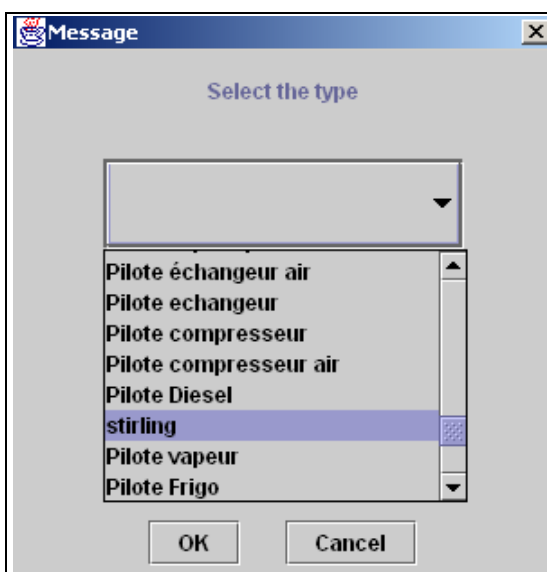 Message
Select the type
Pilote échangeur air
Pilote echangeur
Pilote compresseur
Pilote compresseur air
Pilote Diesel
stirling
Pilote vapeur
Pilote Frigo
OK Cancel